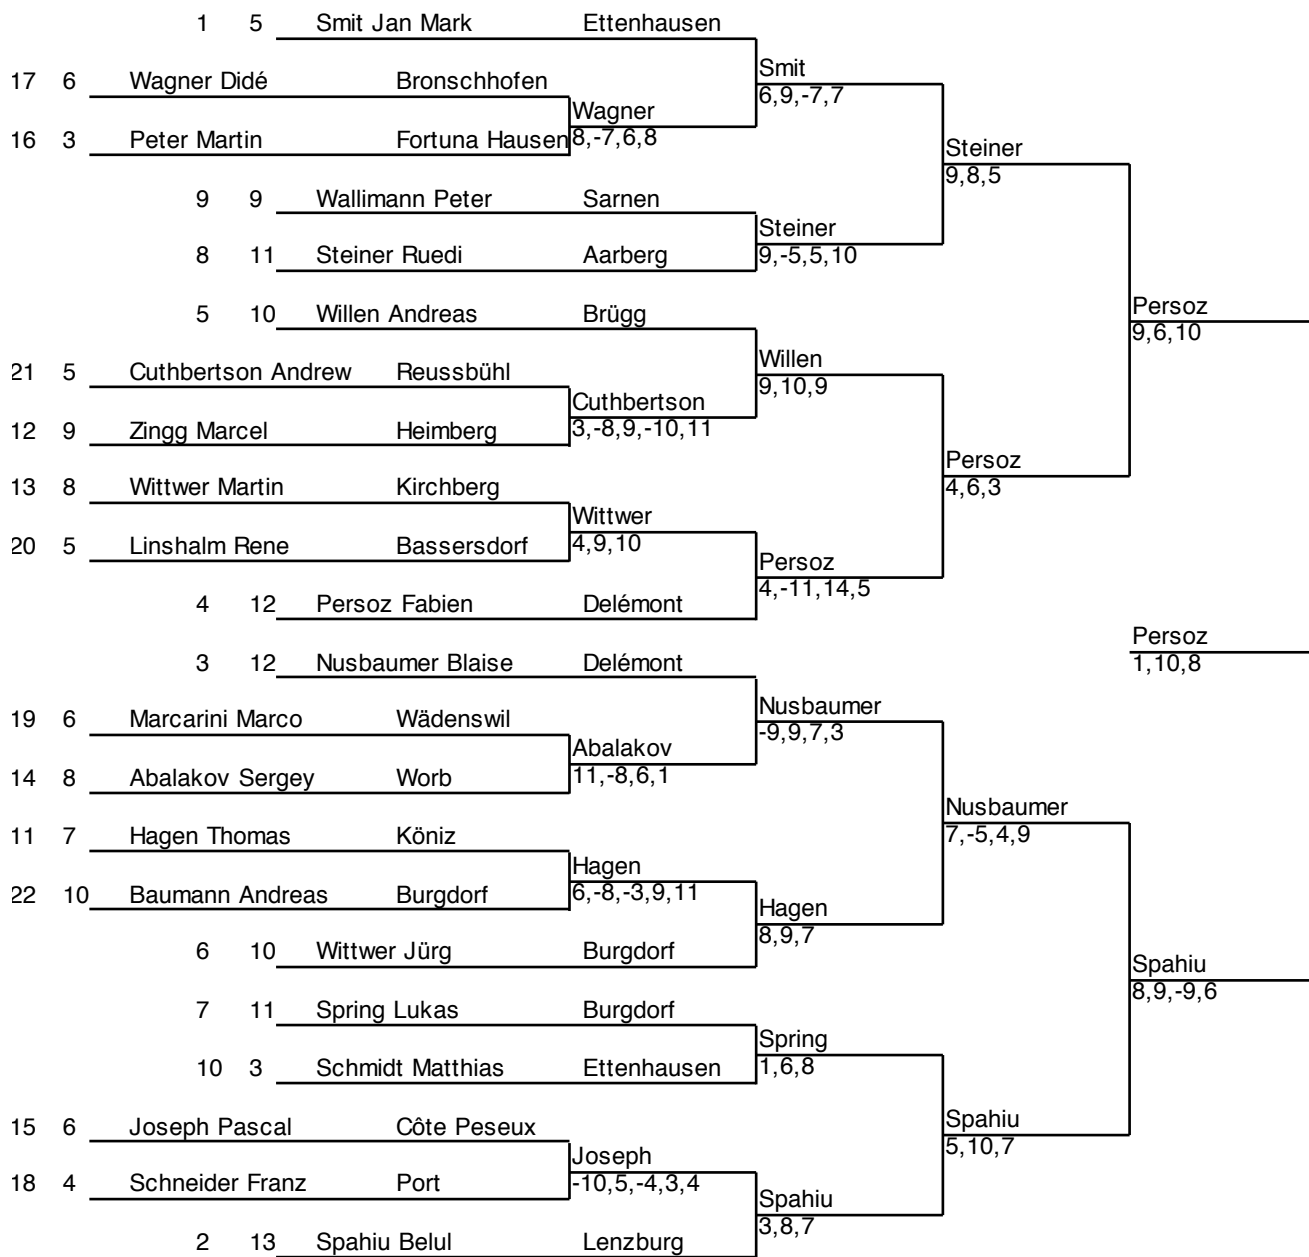 1 5 Smit Jan Mark Ettenhausen
Smit
17 6 Wagner Didé Bronschhofen 6,9,-7,7
Wagner
16 3 Peter Martin Fortuna Hausen 8,-7,6,8
Steiner
9,8,5
9 9 Wallimann Peter Sarnen
Steiner
8 11 Steiner Ruedi Aarberg 9,-5,5,10
5 10 Willen Andreas Brügg Persoz
9,6,10
Willen
21 5 Cuthbertson Andrew Reussbühl 9,10,9
Cuthbertson
12 9 Zingg Marcel Heimberg 3,-8,9,-10,11
Persoz
13 8 Wittwer Martin Kirchberg 4,6,3
Wittwer
20 5 Linshalm Rene Bassersdorf 4,9,10
Persoz
4,-11,14,5
4 12 Persoz Fabien Delémont
Persoz
3 12 Nusbaumer Blaise Delémont 1,10,8
Nusbaumer
19 6 Marcarini Marco Wädenswil -9,9,7,3
Abalakov
14 8 Abalakov Sergey Worb 11,-8,6,1
Nusbaumer
11 7 Hagen Thomas Köniz 7,-5,4,9
Hagen
22 10 Baumann Andreas Burgdorf 6,-8,-3,9,11
Hagen
8,9,7
6 10 Wittwer Jürg Burgdorf
Spahiu
8,9,-9,6
7 11 Spring Lukas Burgdorf
Spring
10 3 Schmidt Matthias Ettenhausen 1,6,8
15 6 Joseph Pascal Côte Peseux Spahiu
5,10,7
Joseph
18 4 Schneider Franz Port -10,5,-4,3,4
Spahiu
3,8,7
2 13 Spahiu Belul Lenzburg